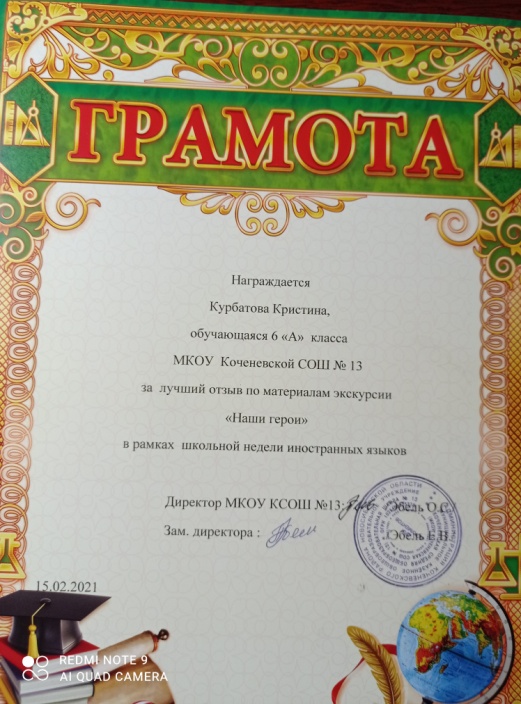 ГРАМОТА
Награждается
Курбатова Кристина,
обучающаяся 6 «А» класса
МКОУ Коченевской СОШ № 13
за лучший отзыв по материалам экскурсии
«Наши герои»
в рамках школьной недели иностранных языков
Директор МКОУ КСОШ №13: Эбель О.С.
Зам. директора : Эбель Е.П.
15.02.2021
REDMI NOTE 9
AI QUAD CAMERA